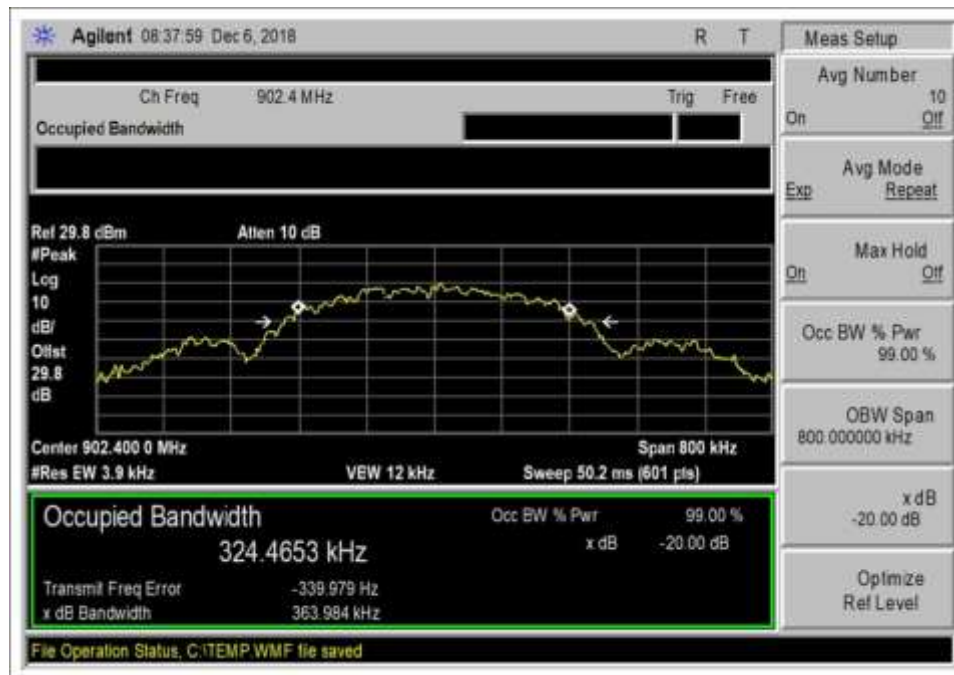 Agilent 08:37:59 Dec 6, 2018 R T
Ch Freq 902.4 MHz Trig Free
Occupied Bandwidth
Ref 29.8 dBm Atten 10 dB
#Peak
Log
10
dB/
Offst
29.8
dB
Center 902.400 0 MHz Span 800 kHz
#Res BW 3.9 kHz VBW 12 kHz Sweep 50.2 ms (601 pts)
Occupied Bandwidth Occ BW % Pwr 99.00 %
324.4653 kHz x dB -20.00 dB
Transmit Freq Error -339.979 Hz
x dB Bandwidth 363.984 kHz
File Operation Status, C:\TEMP.WMF file saved
Meas Setup
Avg Number
10
On Off
Avg Mode
Exp Repeat
Max Hold
On Off
Occ BW % Pwr
99.00 %
OBW Span
800.000000 kHz
x dB
-20.00 dB
Optimize
Ref Level